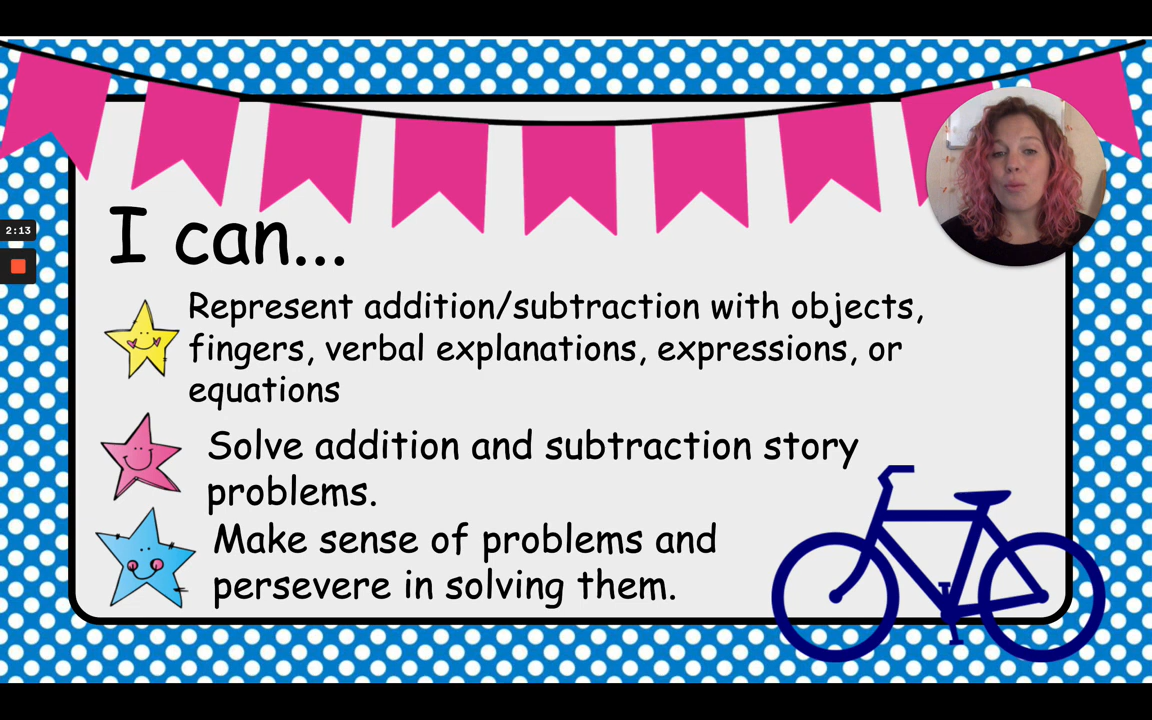 2:13
I can...
Represent addition/subtraction with objects,
fingers, verbal explanations, expressions, or
equations
Solve addition and subtraction story
problems.
Make sense of problems and
persevere in solving them.